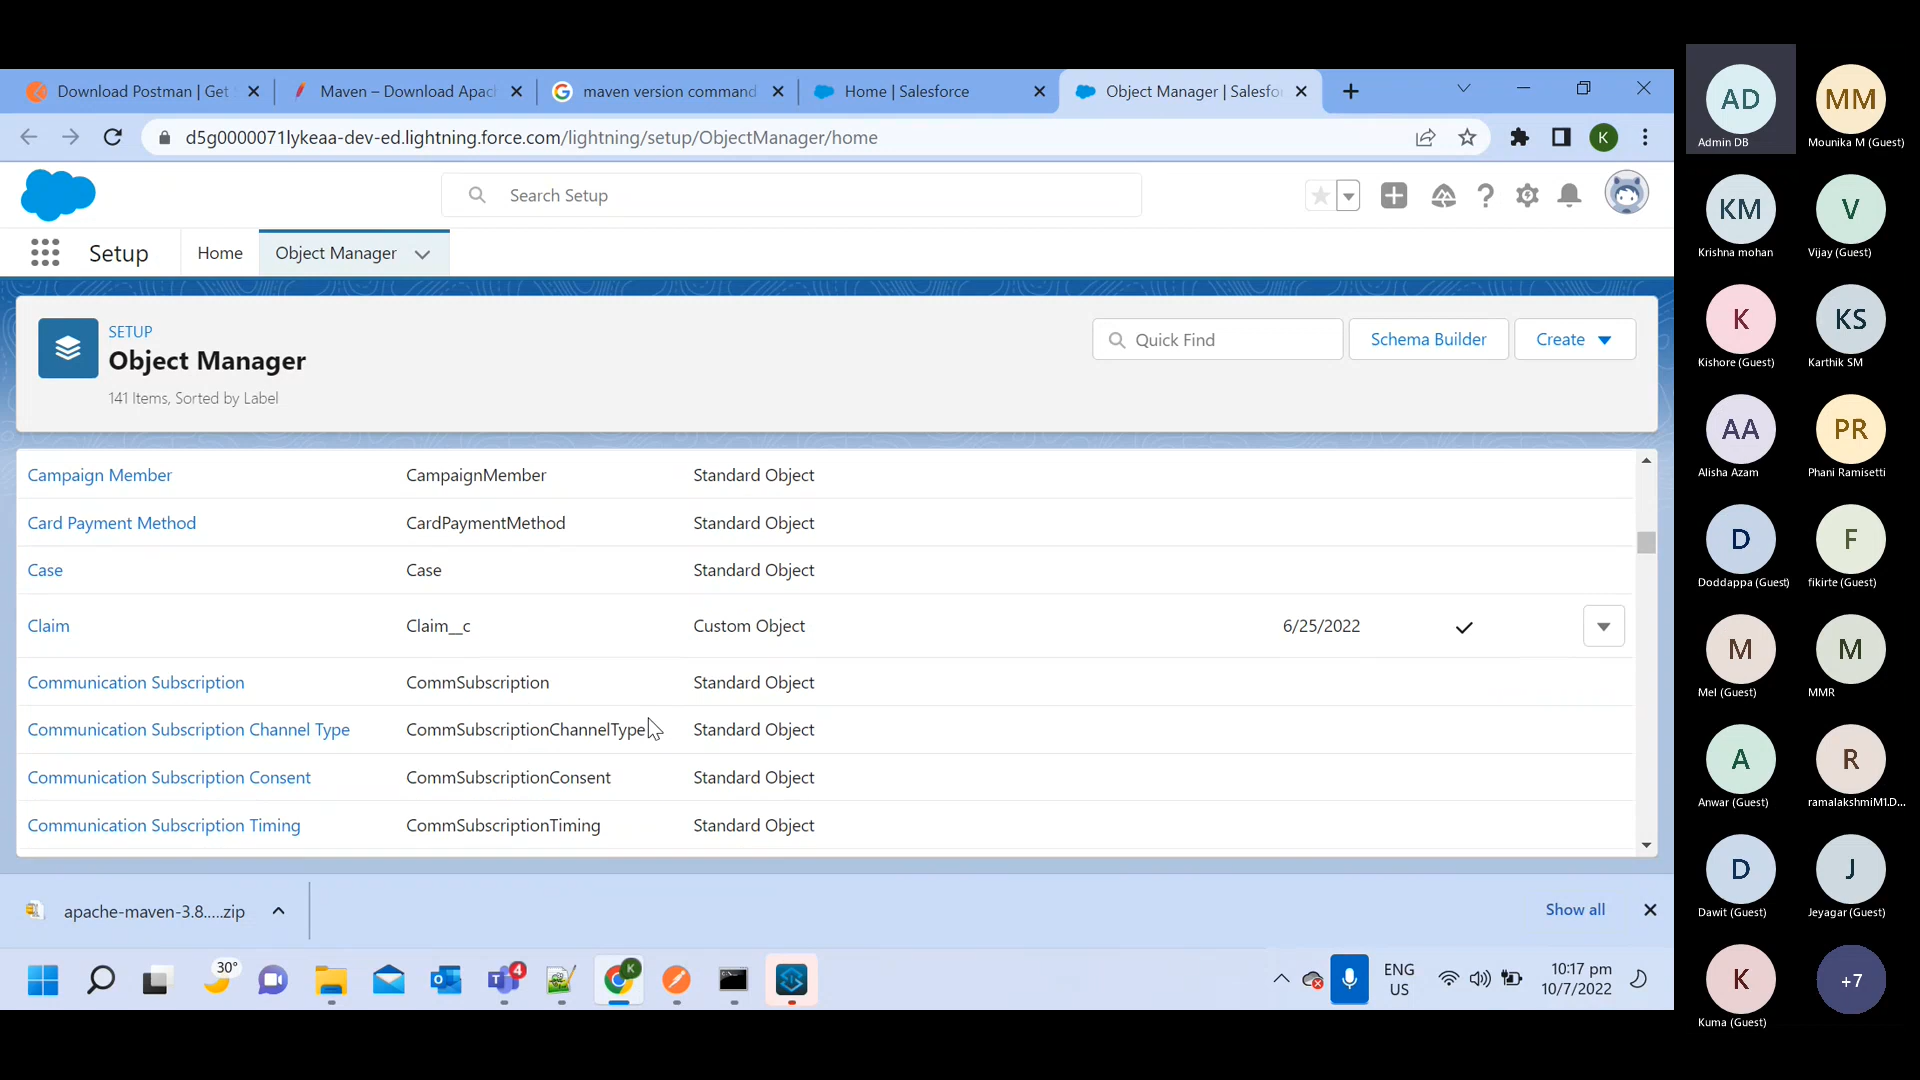 Download Postman | Get
Maven – Download Apac
maven version command
Home | Salesforce
Object Manager | Salesfo
d5g0000071lykeaa-dev-ed.lightning.force.com/lightning/setup/ObjectManager/home
K
Search Setup
Setup
Home
Object Manager
SETUP
Object Manager
141 Items, Sorted by Label
Quick Find
Schema Builder
Create
Campaign Member CampaignMember Standard Object
Card Payment Method CardPaymentMethod Standard Object
Case Case Standard Object
Claim Claim__c Custom Object 6/25/2022
Communication Subscription CommSubscription Standard Object
Communication Subscription Channel Type CommSubscriptionChannelType Standard Object
Communication Subscription Consent CommSubscriptionConsent Standard Object
Communication Subscription Timing CommSubscriptionTiming Standard Object
apache-maven-3.8.....zip
Show all
30°
4
K
ENG
US
10:17 pm
10/7/2022
AD
Admin DB
MM
Mounika M (Guest)
KM
Krishna mohan
V
Vijay (Guest)
K
Kishore (Guest)
KS
Karthik SM
AA
Alisha Azam
PR
Phani Ramisetti
D
Doddappa (Guest)
F
fikirte (Guest)
M
Mel (Guest)
M
MMR
A
Anwar (Guest)
R
ramalakshmiM1.D...
D
Dawit (Guest)
J
Jeyagar (Guest)
K
Kuma (Guest)
+7